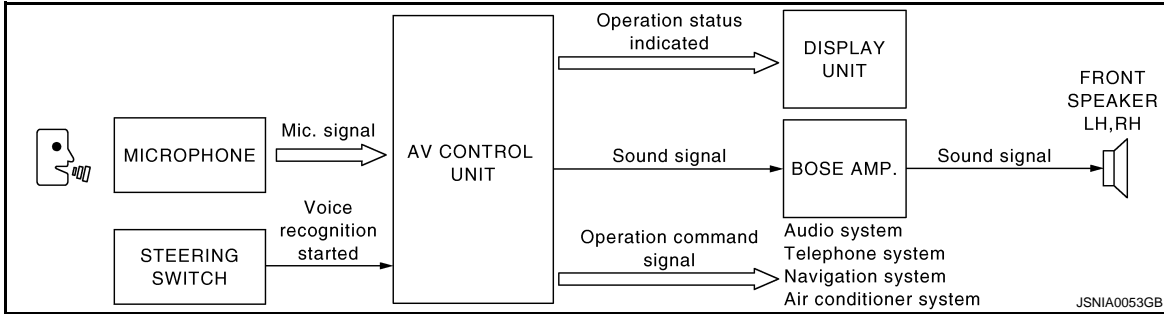 MICROPHONE
Mic. signal
STEERING
SWITCH
Voice
recognition
started
AV CONTROL
UNIT
Operation status
indicated
DISPLAY
UNIT
Sound signal
BOSE AMP.
Sound signal
FRONT
SPEAKER
LH,RH
Operation command
signal
Audio system
Telephone system
Navigation system
Air conditioner system
JSNIA0053GB